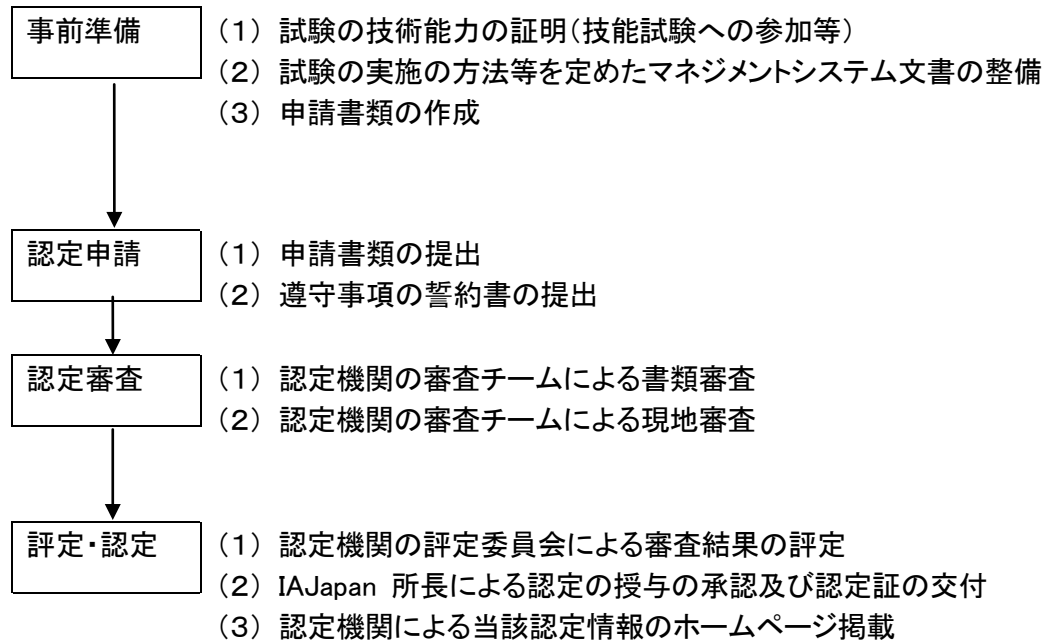 事前準備
（１） 試験の技術能力の証明（技能試験への参加等）
（２） 試験の実施の方法等を定めたマネジメントシステム文書の整備
（３） 申請書類の作成
認定申請
（１） 申請書類の提出
（２） 遵守事項の誓約書の提出
認定審査
（１） 認定機関の審査チームによる書類審査
（２） 認定機関の審査チームによる現地審査
評定・認定
（１） 認定機関の評定委員会による審査結果の評定
（２） IAJapan 所長による認定の授与の承認及び認定証の交付
（３） 認定機関による当該認定情報のホームページ掲載